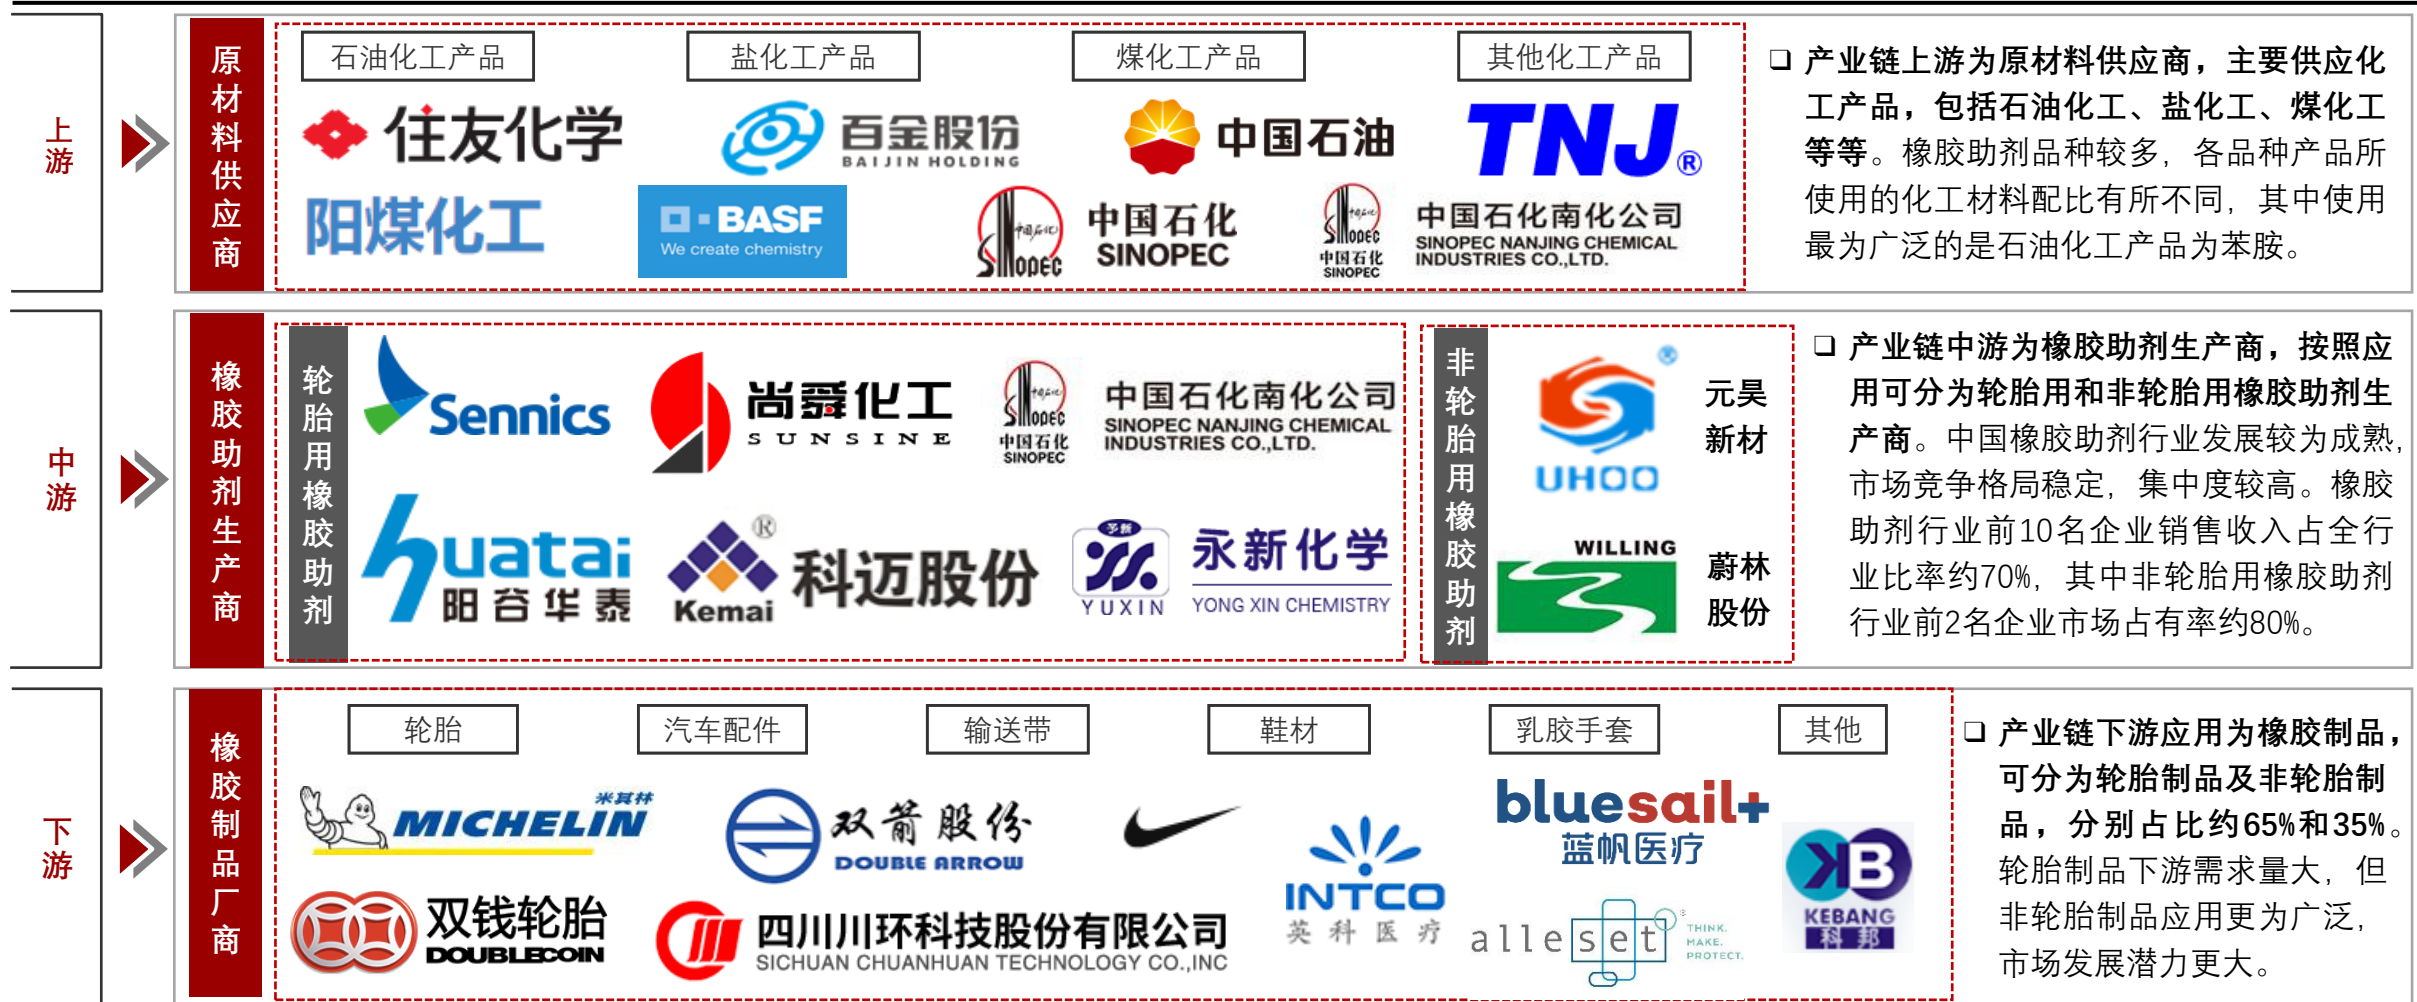 上游
原材料供应商
石油化工产品
盐化工产品
煤化工产品
其他化工产品
住友化学
百金股份
BAIJIN HOLDING
中国石油
TNJ®
阳煤化工
BASF
We create chemistry
中国石化
SINOPEC
中国石化
SINOPEC
中国石化南化公司
SINOPEC NANJING CHEMICAL
INDUSTRIES CO.,LTD.
❑ 产业链上游为原材料供应商，主要供应化
工产品，包括石油化工、盐化工、煤化工
等等。橡胶助剂品种较多，各品种产品所
使用的化工材料配比有所不同，其中使用
最为广泛的是石油化工产品为苯胺。
中游
橡胶助剂生产商
轮胎用橡胶助剂
Sennics
尚舜化工
SUNSINE
中国石化
SINOPEC
中国石化南化公司
SINOPEC NANJING CHEMICAL
INDUSTRIES CO.,LTD.
huatai
阳谷华泰
Kemai
®
科迈股份
YUXIN
永新化学
YONG XIN CHEMISTRY
非轮胎用橡胶助剂
®
UHOO
元昊
新材
WILLING
蔚林
股份
❑ 产业链中游为橡胶助剂生产商，按照应
用可分为轮胎用和非轮胎用橡胶助剂生
产商。中国橡胶助剂行业发展较为成熟,
市场竞争格局稳定，集中度较高。橡胶
助剂行业前10名企业销售收入占全行
业比率约70%，其中非轮胎用橡胶助剂
行业前2名企业市场占有率约80%。
下游
橡胶制品厂商
轮胎
汽车配件
输送带
鞋材
乳胶手套
其他
米其林
MICHELIN
双箭股份
DOUBLE ARROW
INTCO
英科医疗
bluesail+
蓝帆医疗
KB
KEBANG
科邦
双钱轮胎
DOUBLECOIN
四川川环科技股份有限公司
SICHUAN CHUANHUAN TECHNOLOGY CO.,INC
alleset®
THINK.
MAKE.
PROTECT.
❑ 产业链下游应用为橡胶制品，
可分为轮胎制品及非轮胎制
品，分别占比约65%和35%。
轮胎制品下游需求量大，但
非轮胎制品应用更为广泛，
市场发展潜力更大。